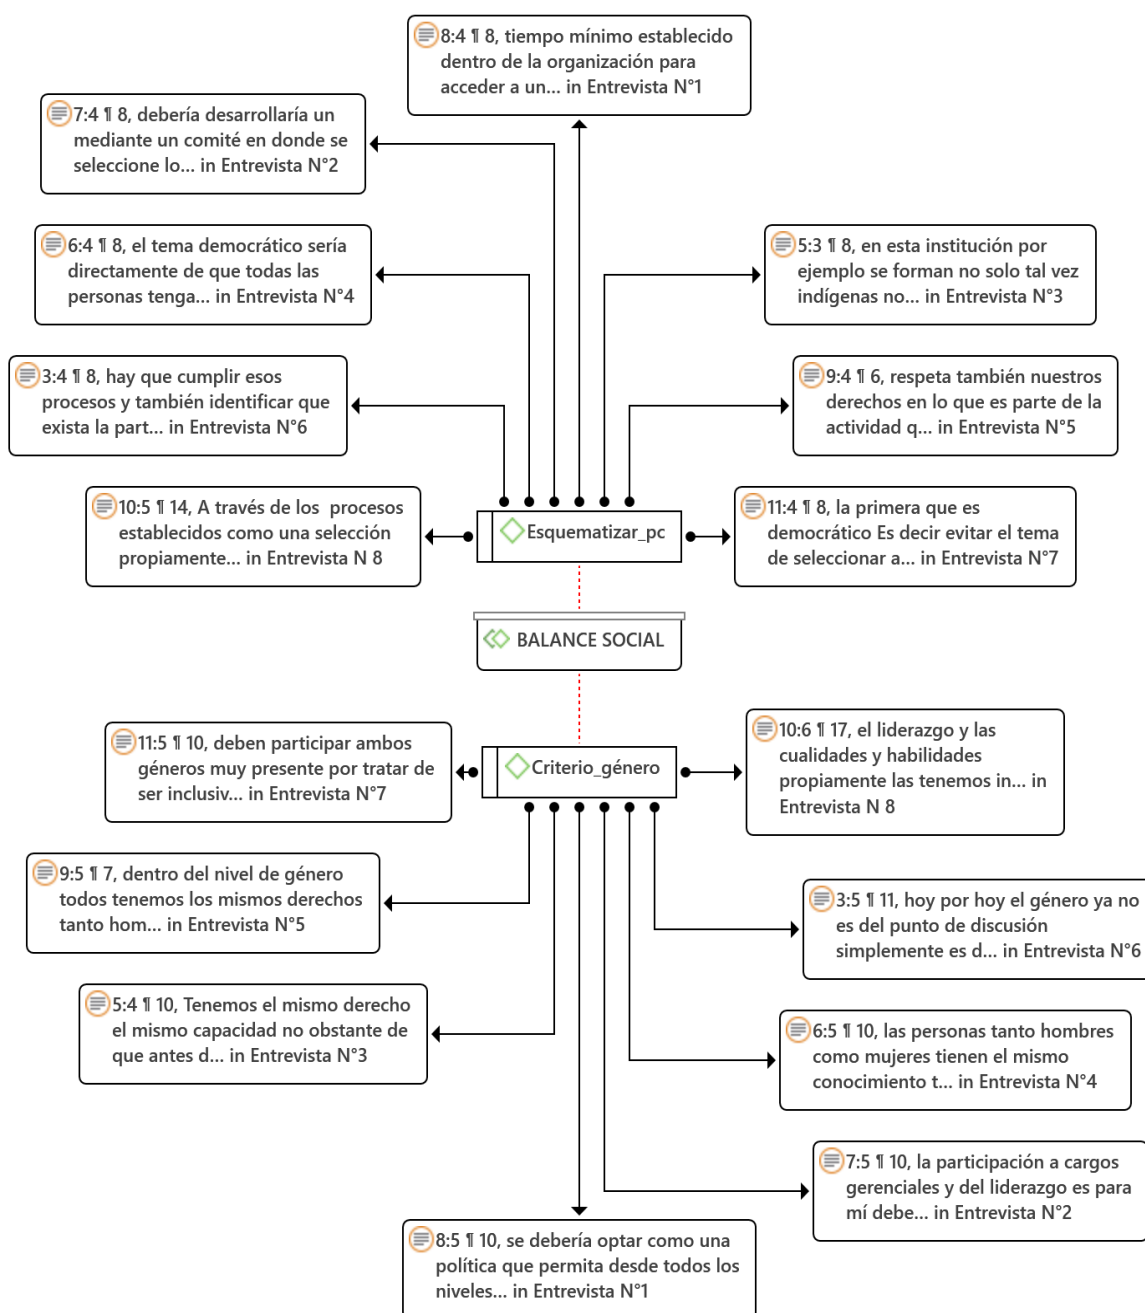 8:4 ¶ 8, tiempo mínimo establecido
dentro de la organización para
acceder a un… in Entrevista N°1
7:4 ¶ 8, debería desarrollaría un
mediante un comité en donde se
seleccione lo… in Entrevista N°2
6:4 ¶ 8, el tema democrático sería
directamente de que todas las
personas tenga… in Entrevista N°4
5:3 ¶ 8, en esta institución por
ejemplo se forman no solo tal vez
indígenas no… in Entrevista N°3
3:4 ¶ 8, hay que cumplir esos
procesos y también identificar que
exista la part… in Entrevista N°6
9:4 ¶ 6, respeta también nuestros
derechos en lo que es parte de la
actividad q… in Entrevista N°5
10:5 ¶ 14, A través de los  procesos
establecidos como una selección
propiamente… in Entrevista N 8
Esquematizar_pc
11:4 ¶ 8, la primera que es
democrático Es decir evitar el tema
de seleccionar a… in Entrevista N°7
BALANCE SOCIAL
11:5 ¶ 10, deben participar ambos
géneros muy presente por tratar de
ser inclusiv… in Entrevista N°7
Criterio_género
10:6 ¶ 17, el liderazgo y las
cualidades y habilidades
propiamente las tenemos in… in
Entrevista N 8
9:5 ¶ 7, dentro del nivel de género
todos tenemos los mismos derechos
tanto hom… in Entrevista N°5
3:5 ¶ 11, hoy por hoy el género ya no
es del punto de discusión
simplemente es d… in Entrevista N°6
5:4 ¶ 10, Tenemos el mismo derecho
el mismo capacidad no obstante de
que antes d… in Entrevista N°3
6:5 ¶ 10, las personas tanto hombres
como mujeres tienen el mismo
conocimiento t… in Entrevista N°4
7:5 ¶ 10, la participación a cargos
gerenciales y del liderazgo es para
mí debe… in Entrevista N°2
8:5 ¶ 10, se debería optar como una
política que permita desde todos los
niveles… in Entrevista N°1